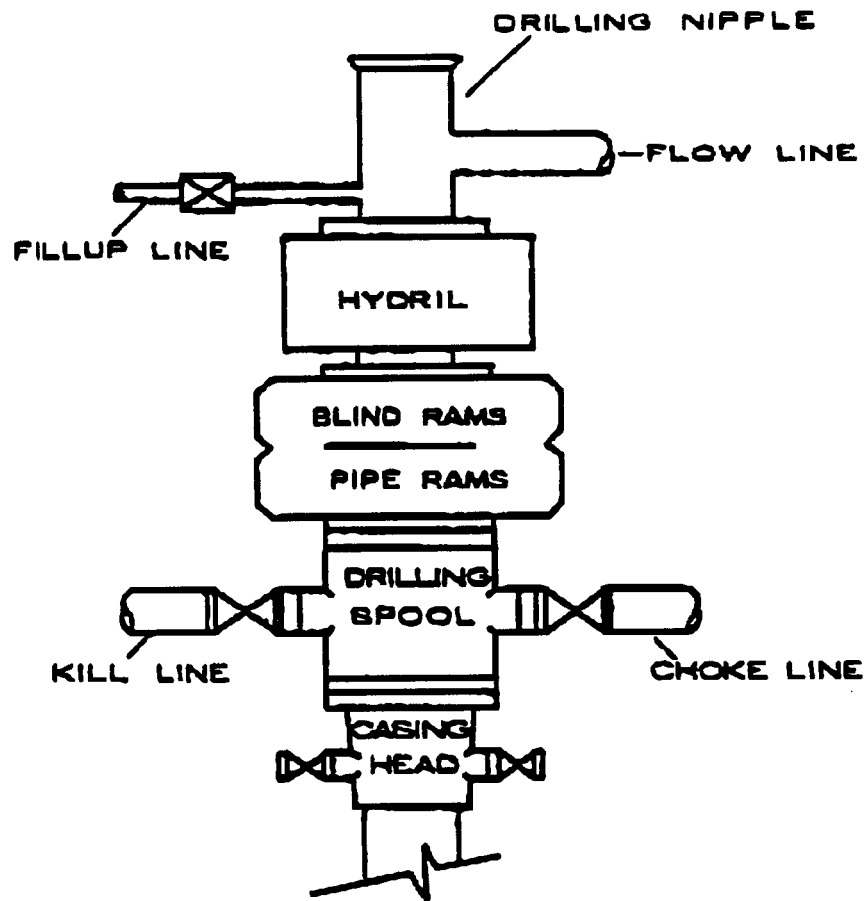 DRILLING NIPPLE
FLOW LINE
FILLUP LINE
HYDRIL
BLIND RAMS
PIPE RAMS
DRILLING
SPOOL
KILL LINE
CHOKE LINE
CASING
HEAD